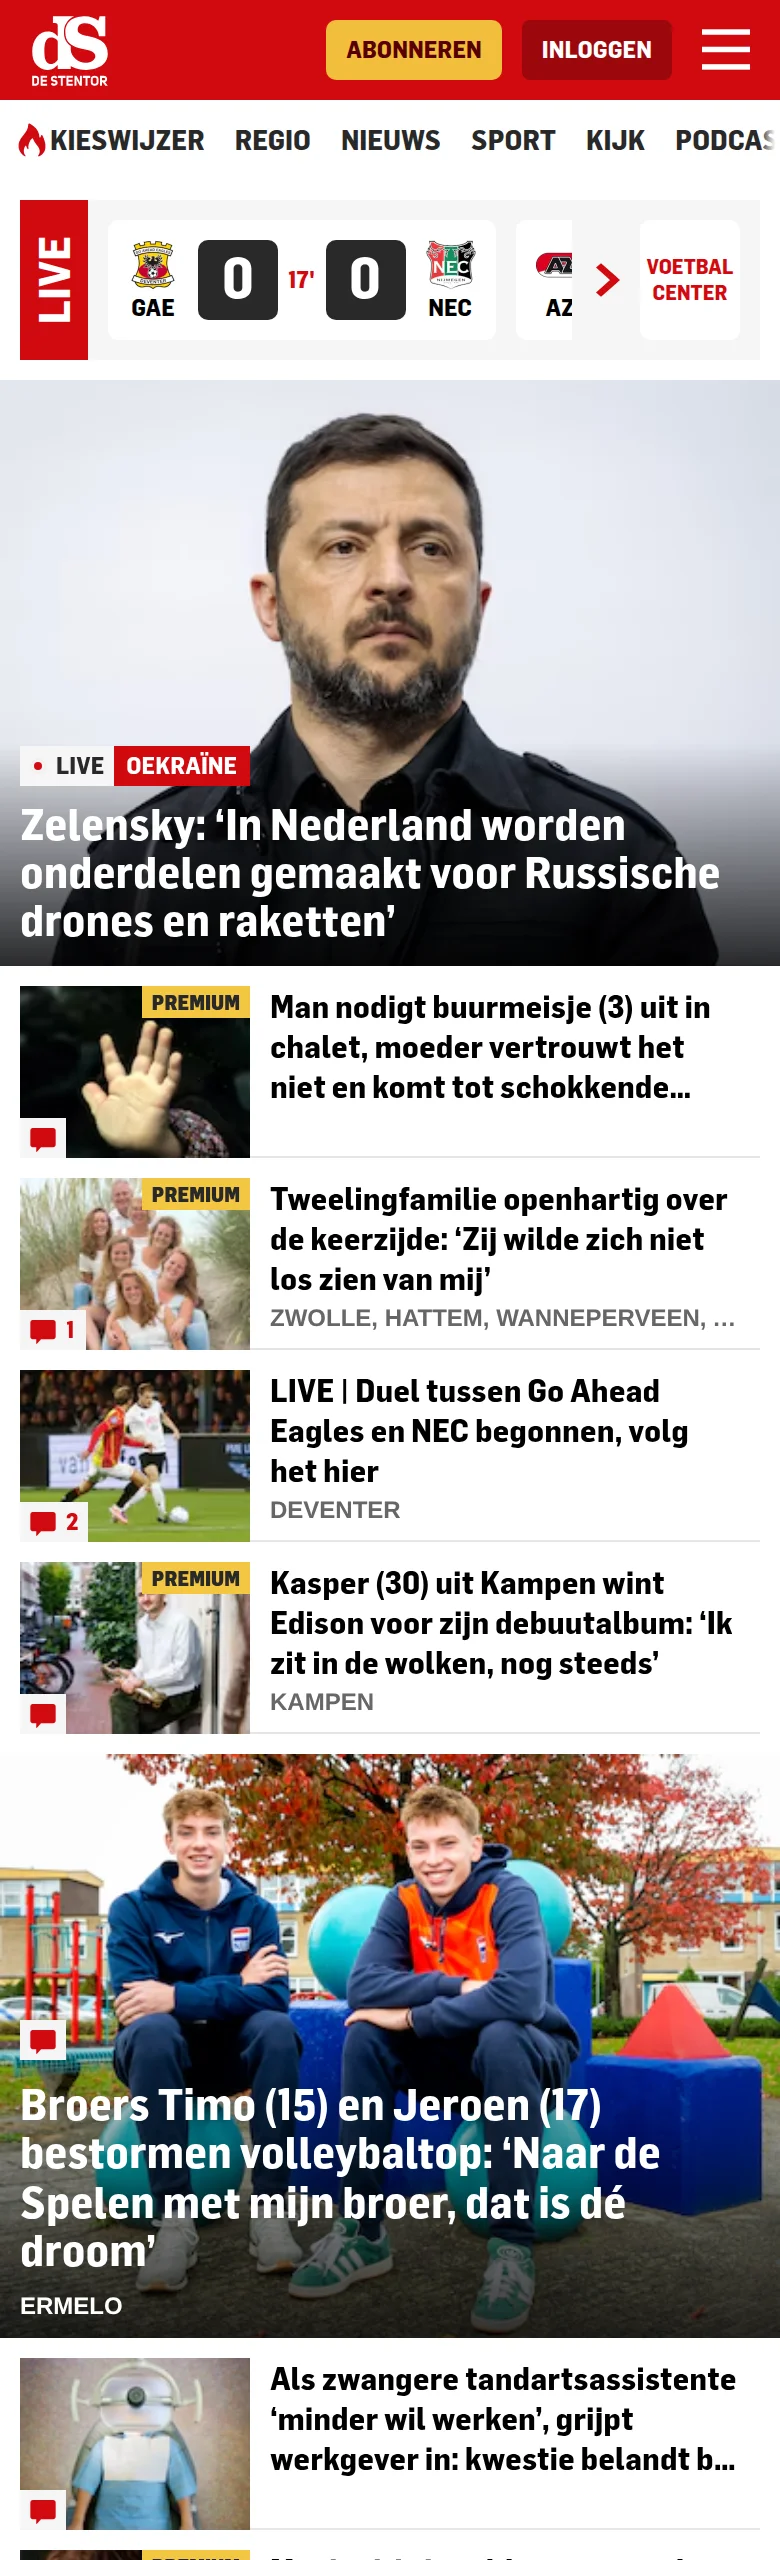 dS
DE STENTOR
ABONNEREN
INLOGGEN
KIESWIJZER REGIO NIEUWS SPORT KIJK PODCAS
LIVE
0 17' 0
GAE NEC
NEC
AZ
AZ
VOETBAL
CENTER
LIVE OEKRAÏNE
Zelensky: ‘In Nederland worden
onderdelen gemaakt voor Russische
drones en raketten’
PREMIUM
Man nodigt buurmeisje (3) uit in
chalet, moeder vertrouwt het
niet en komt tot schokkende...
PREMIUM
1
Tweelingfamilie openhartig over
de keerzijde: ‘Zij wilde zich niet
los zien van mij’
ZWOLLE, HATTEM, WANNEPERVEEN, ...
2
LIVE | Duel tussen Go Ahead
Eagles en NEC begonnen, volg
het hier
DEVENTER
PREMIUM
Kasper (30) uit Kampen wint
Edison voor zijn debuutalbum: ‘Ik
zit in de wolken, nog steeds’
KAMPEN
Broers Timo (15) en Jeroen (17)
bestormen volleybaltop: ‘Naar de
Spelen met mijn broer, dat is dé
droom’
ERMELO
Als zwangere tandartsassistente
‘minder wil werken’, grijpt
werkgever in: kwestie belandt b...